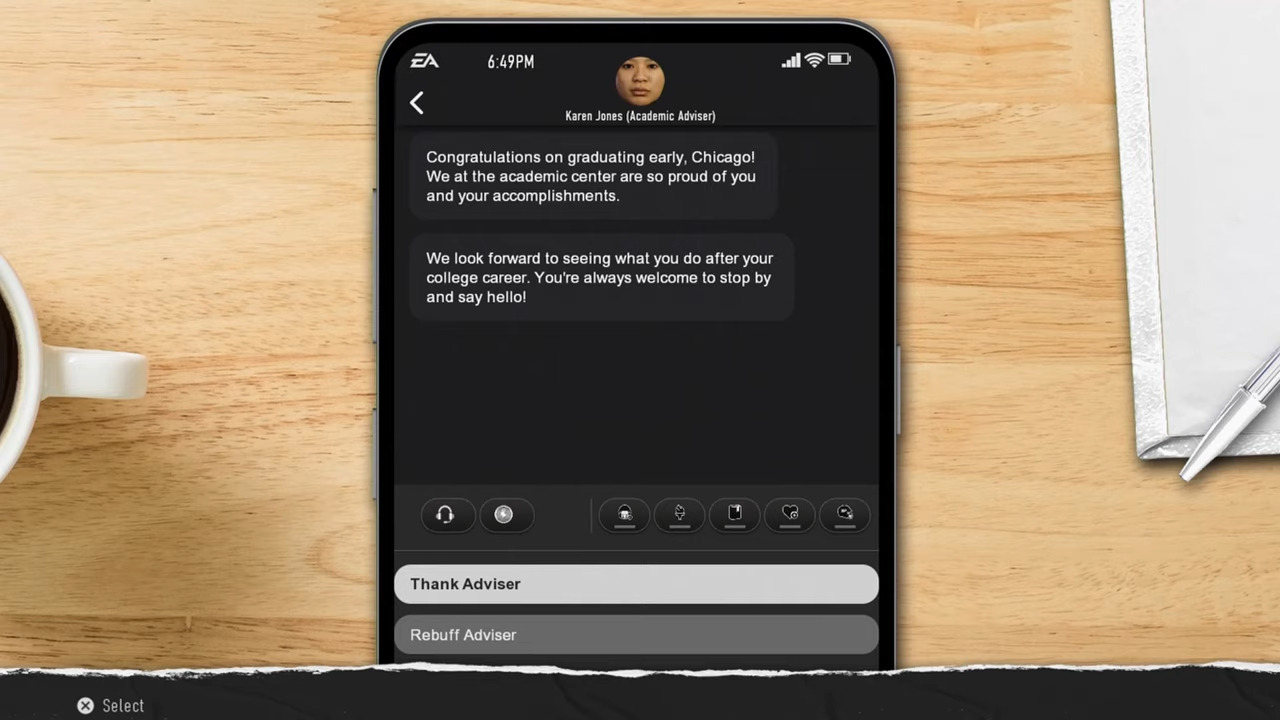 EA
6:49PM
Karen Jones (Academic Adviser)
Congratulations on graduating early, Chicago!
We at the academic center are so proud of you
and your accomplishments.
We look forward to seeing what you do after your
college career. You're always welcome to stop by
and say hello!
Thank Adviser
Rebuff Adviser
Select